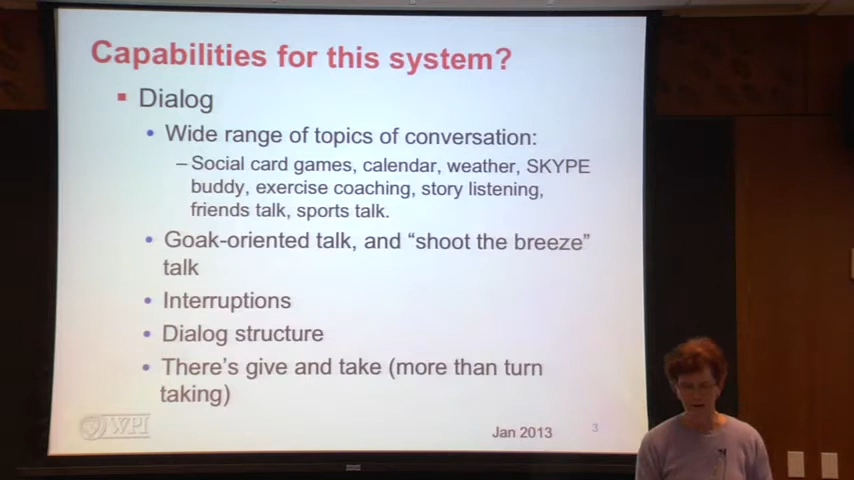 Capabilities for this system?
Dialog
Wide range of topics of conversation:
–Social card games, calendar, weather, SKYPE
buddy, exercise coaching, story listening,
friends talk, sports talk.
Goak-oriented talk, and “shoot the breeze”
talk
Interruptions
Dialog structure
There’s give and take (more than turn
taking)
WPI
Jan 2013
3